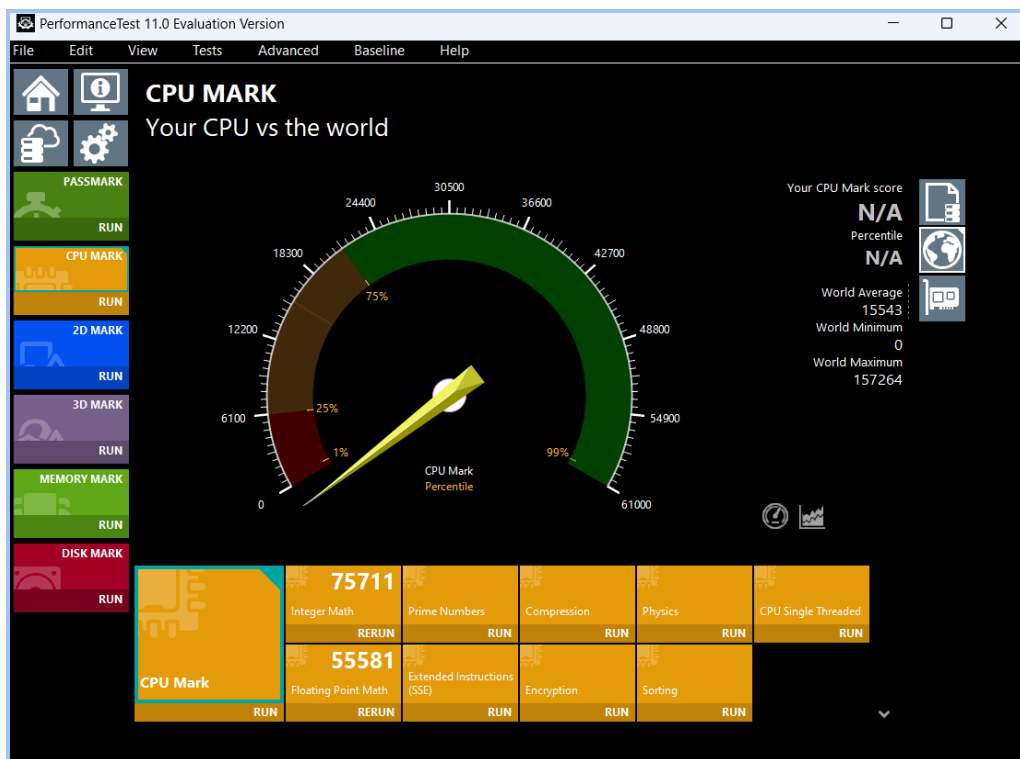 PerformanceTest 11.0 Evaluation Version
File Edit View Tests Advanced Baseline Help
CPU MARK
Your CPU vs the world
PASSMARK
RUN
CPU MARK
RUN
2D MARK
RUN
3D MARK
RUN
MEMORY MARK
RUN
DISK MARK
RUN
0
6100
12200
18300
24400
30500
36600
42700
48800
54900
61000
1%
25%
75%
99%
CPU Mark
Percentile
Your CPU Mark score
N/A
Percentile
N/A
World Average
15543
World Minimum
0
World Maximum
157264
CPU Mark
RUN
75711
Integer Math
RERUN
Prime Numbers
RUN
Compression
RUN
Physics
RUN
CPU Single Threaded
RUN
55581
Floating Point Math
RERUN
Extended Instructions
(SSE)
RUN
Encryption
RUN
Sorting
RUN